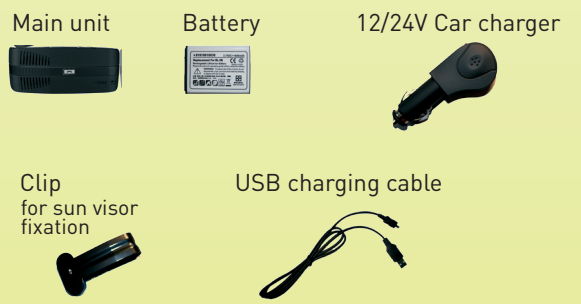 Main unit
Battery
12/24V Car charger
Clip
for sun visor
fixation
USB charging cable